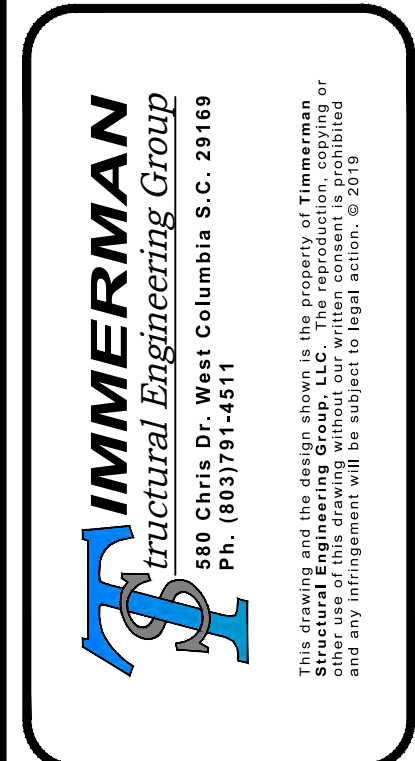 TIMMERMAN
Structural Engineering Group
580 Chris Dr. West Columbia S.C. 29169
Ph. (803)791-4511
This drawing and the design shown is the property of Timmerman
Structural Engineering Group, LLC. The reproduction, copying or
other use of this drawing without our written consent is prohibited
and any infringement will be subject to legal action. © 2019